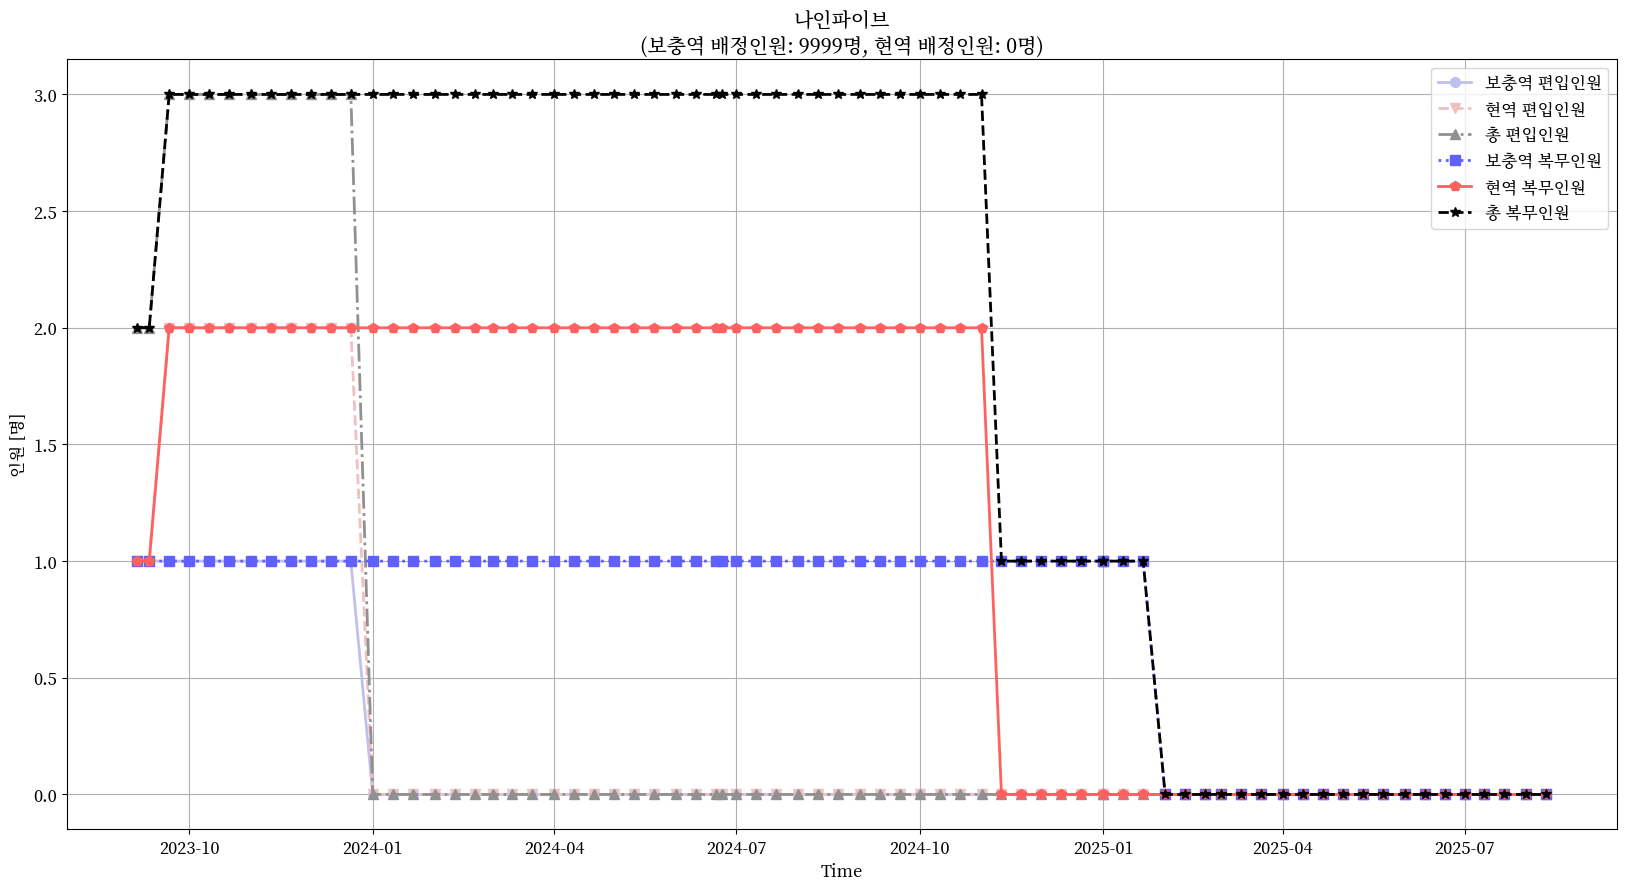 나인파이브
(보충역 배정인원: 9999명, 현역 배정인원: 0명)
보충역 편입인원
현역 편입인원
총 편입인원
보충역 복무인원
현역 복무인원
총 복무인원
인원 [명]
3.0
2.5
2.0
1.5
1.0
0.5
0.0
2023-10
2024-01
2024-04
2024-07
2024-10
2025-01
2025-04
2025-07
Time